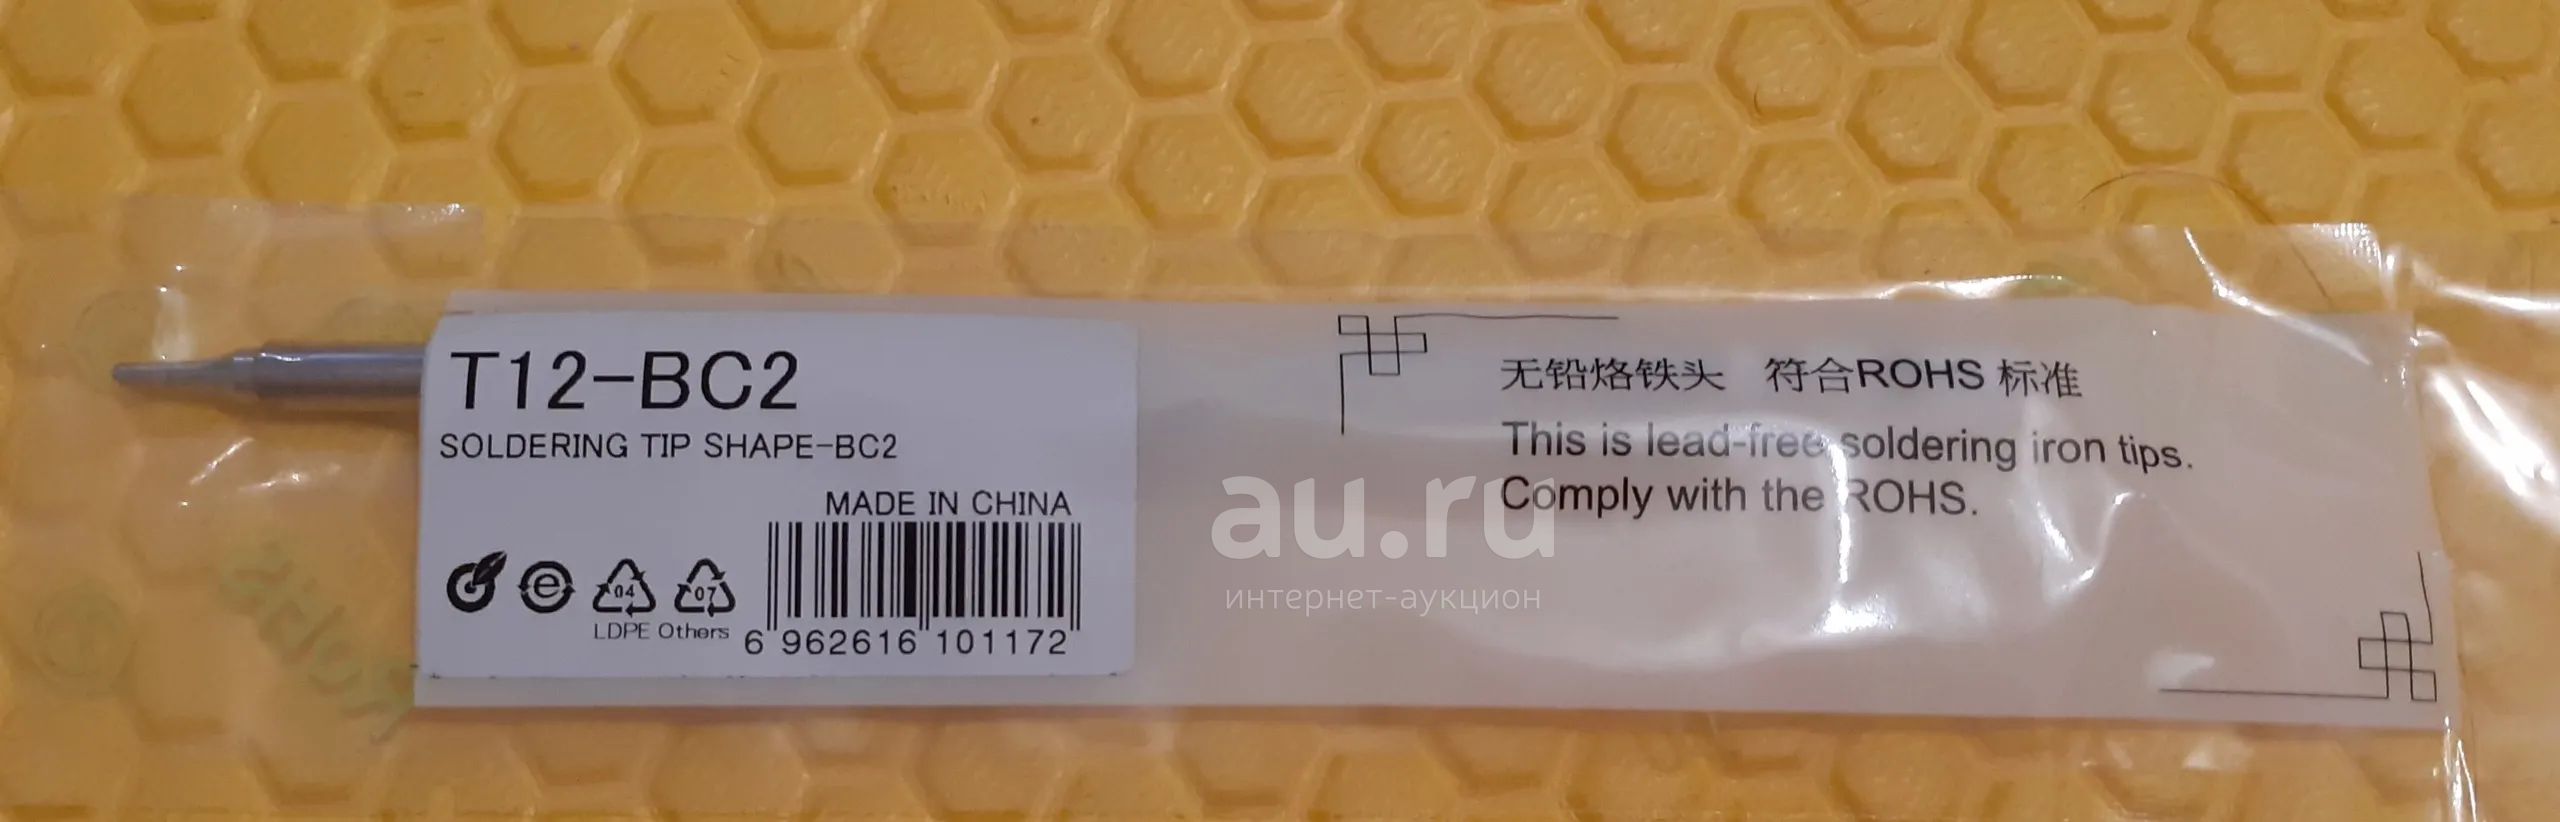 T12-BC2
SOLDERING TIP SHAPE-BC2
MADE IN CHINA
e
04
07
LDPE Others
6 962616 101172
无铅烙铁头 符合ROHS 标准
This is lead-free soldering iron tips.
Comply with the ROHS.
au.ru
интернет-аукцион